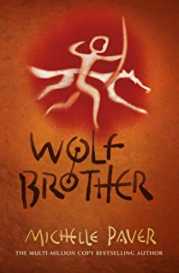 WOLF
BROTHER
MICHELLE PAVER
THE MULTI-MILLION COPY BESTSELLING AUTHOR